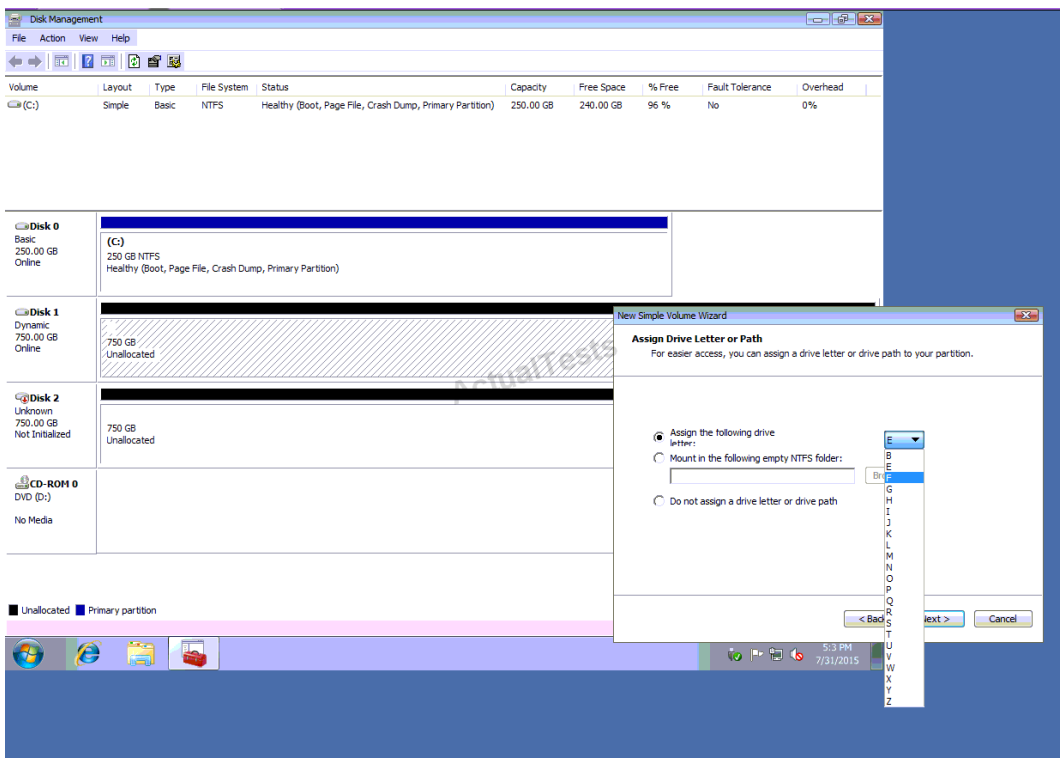 Disk Management
File Action View Help
Volume Layout Type File System Status Capacity Free Space % Free Fault Tolerance Overhead
(C:) Simple Basic NTFS Healthy (Boot, Page File, Crash Dump, Primary Partition) 250.00 GB 240.00 GB 96 % No 0%
Disk 0
Basic
250.00 GB
Online
(C:)
250 GB NTFS
Healthy (Boot, Page File, Crash Dump, Primary Partition)
Disk 1
Dynamic
750.00 GB
Online
750 GB
Unallocated
ActualTests
Disk 2
Unknown
750.00 GB
Not Initialized
750 GB
Unallocated
CD-ROM 0
DVD (D:)
No Media
Unallocated Primary partition
New Simple Volume Wizard
Assign Drive Letter or Path
For easier access, you can assign a drive letter or drive path to your partition.
Assign the following drive
letter:
E
Mount in the following empty NTFS folder:
Do not assign a drive letter or drive path
B
E
F
G
H
I
J
K
L
M
N
O
P
Q
R
S
T
U
V
W
X
Y
Z
< Back
Next >
Cancel
5:3 PM
7/31/2015